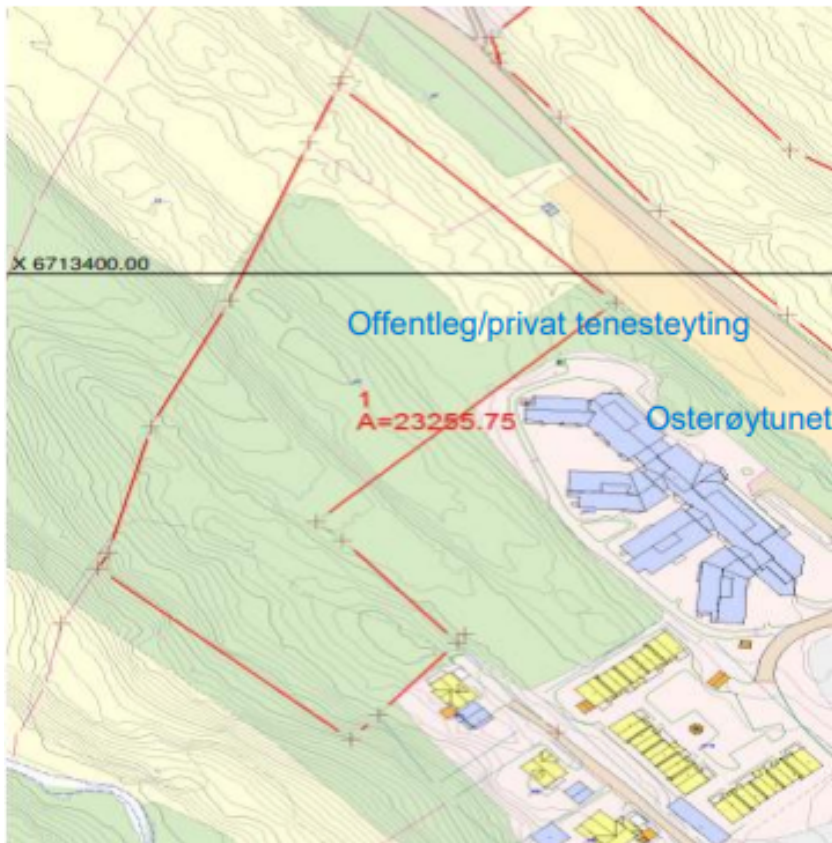 X 6713400.00
Offentleg/privat tenesteyting
1
A=23255.75
Osterøytunet